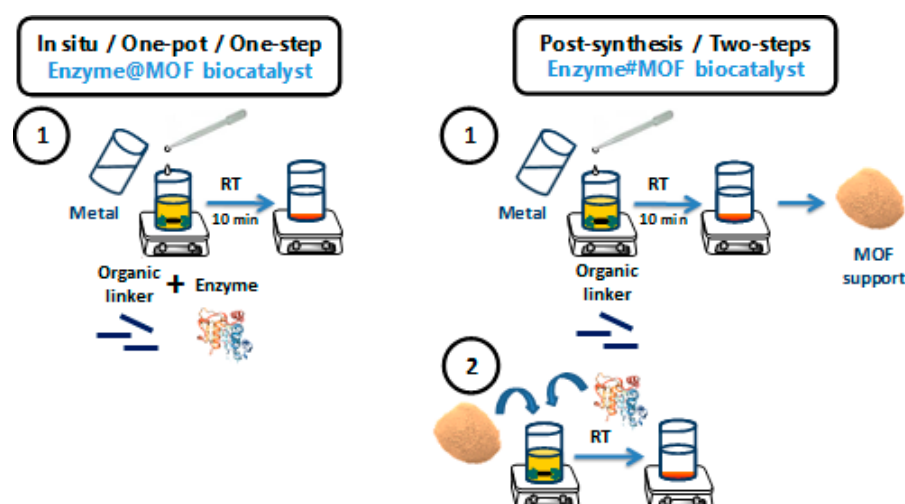 In situ / One-pot / One-step
Enzyme@MOF biocatalyst
1
Metal
RT
10 min
Organic
linker
+
Enzyme
Post-synthesis / Two-steps
Enzyme#MOF biocatalyst
1
Metal
RT
10 min
Organic
linker
MOF
support
2
RT